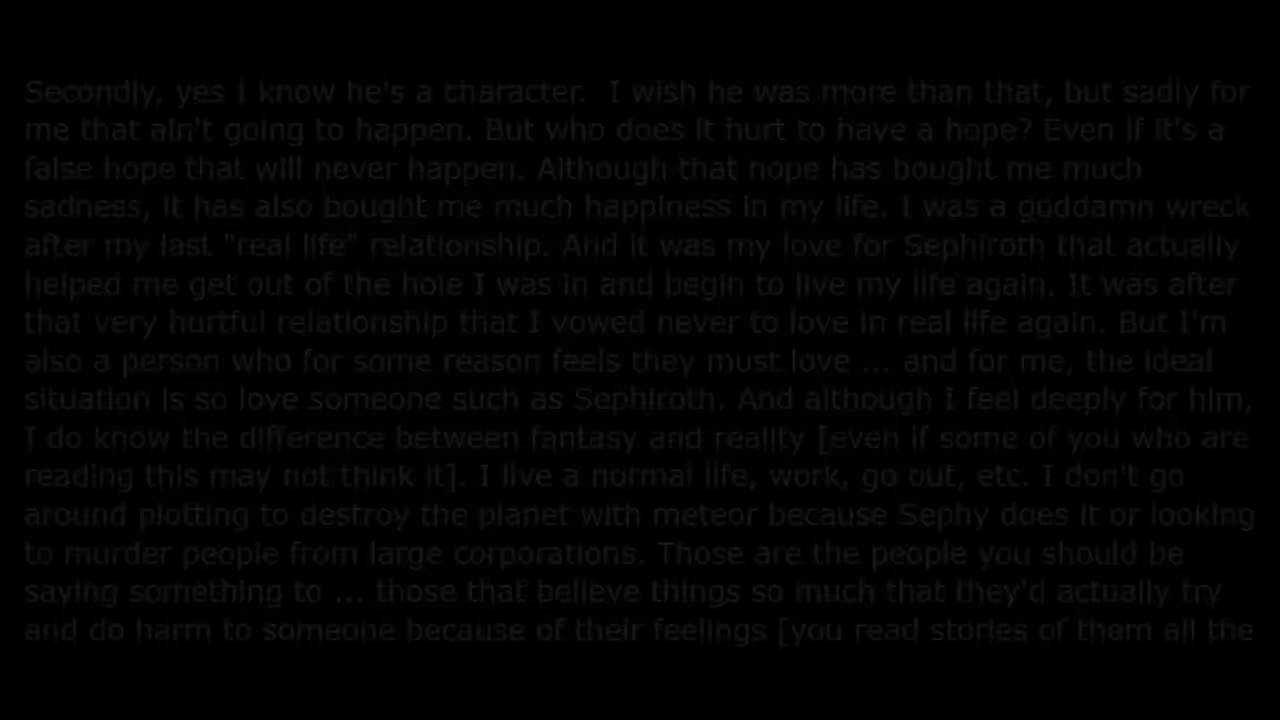 Secondly, yes I know he's a character.  I wish he was more than that, but sadly for
me that ain't going to happen. But who does it hurt to have a hope? Even if it's a
false hope that will never happen. Although that hope has bought me much
sadness, it has also bought me much happiness in my life. I was a goddamn wreck
after my last "real life" relationship. And it was my love for Sephiroth that actually
helped me get out of the hole I was in and begin to live my life again. It was after
that very hurtful relationship that I vowed never to love in real life again. But I'm
also a person who for some reason feels they must love ... and for me, the ideal
situation is so love someone such as Sephiroth. And although I feel deeply for him,
I do know the difference between fantasy and reality [even if some of you who are
reading this may not think it]. I live a normal life, work, go out, etc. I don't go
around plotting to destroy the planet with meteor because Sephy does it or looking
to murder people from large corporations. Those are the people you should be
saying something to ... those that believe things so much that they'd actually try
and do harm to someone because of their feelings [you read stories of them all the